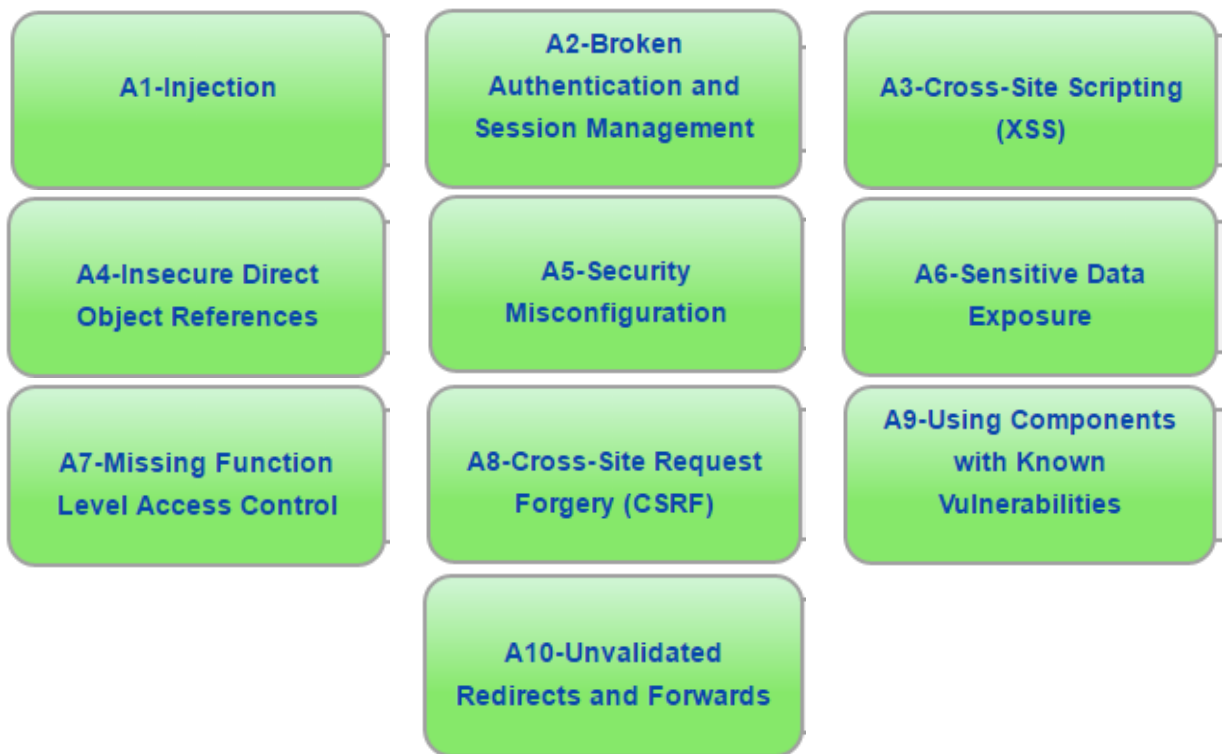 A1-Injection
A2-Broken
Authentication and
Session Management
A3-Cross-Site Scripting
(XSS)
A4-Insecure Direct
Object References
A5-Security
Misconfiguration
A6-Sensitive Data
Exposure
A7-Missing Function
Level Access Control
A8-Cross-Site Request
Forgery (CSRF)
A9-Using Components
with Known
Vulnerabilities
A10-Unvalidated
Redirects and Forwards